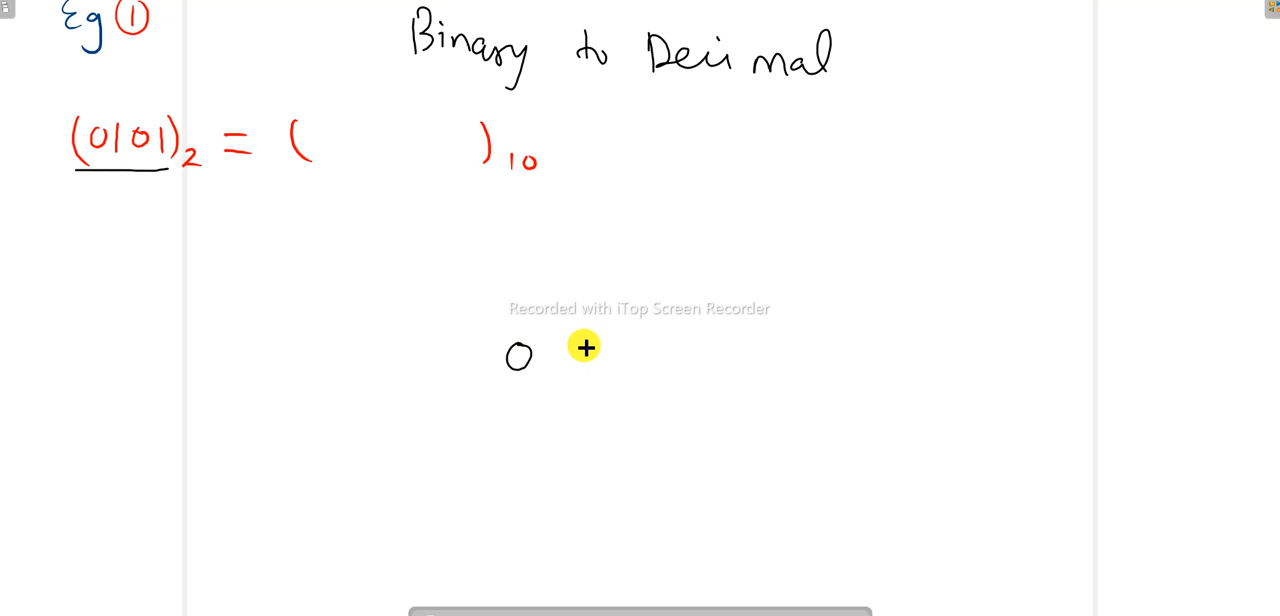 Eg ①
Binary to Decimal
(0101)₂ = (          )₁₀
Recorded with iTop Screen Recorder
0